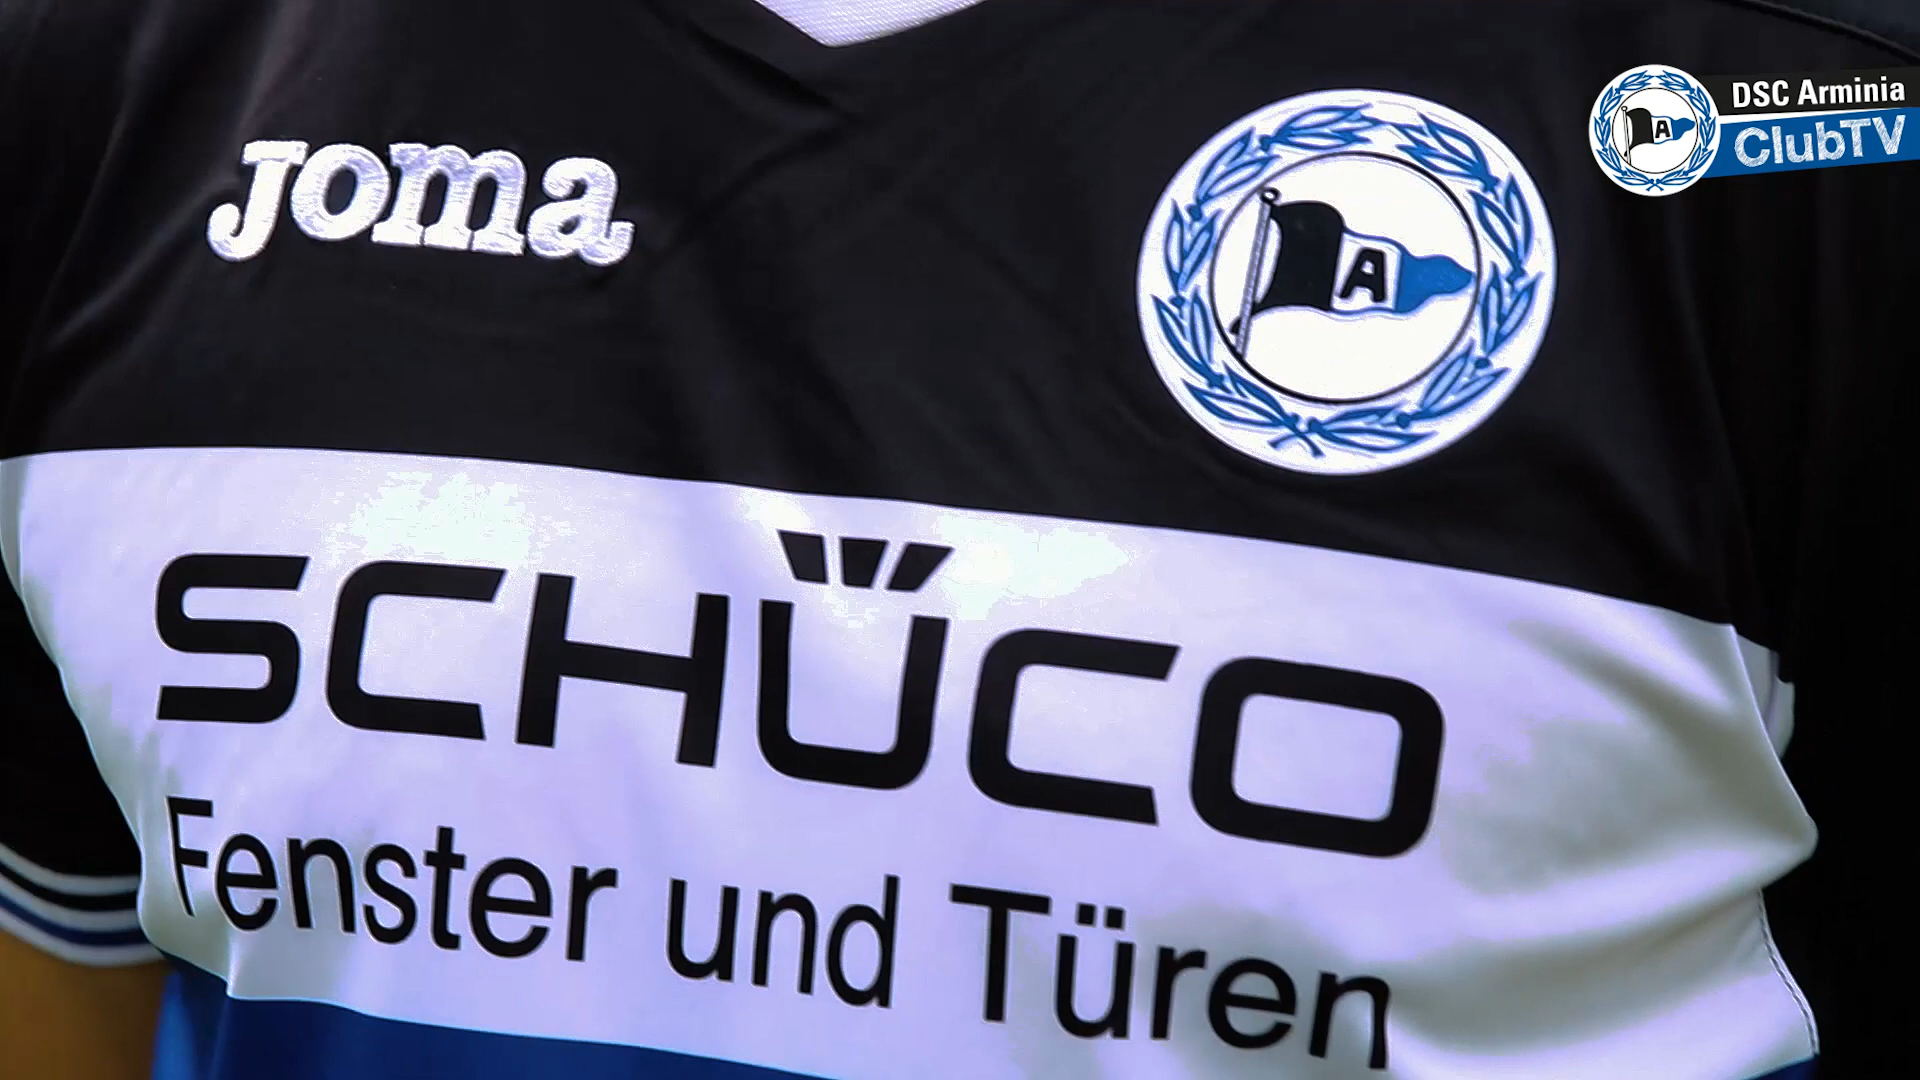 DSC Arminia
ClubTV
Joma
A
A
SCHÜCO
Fenster und Türen